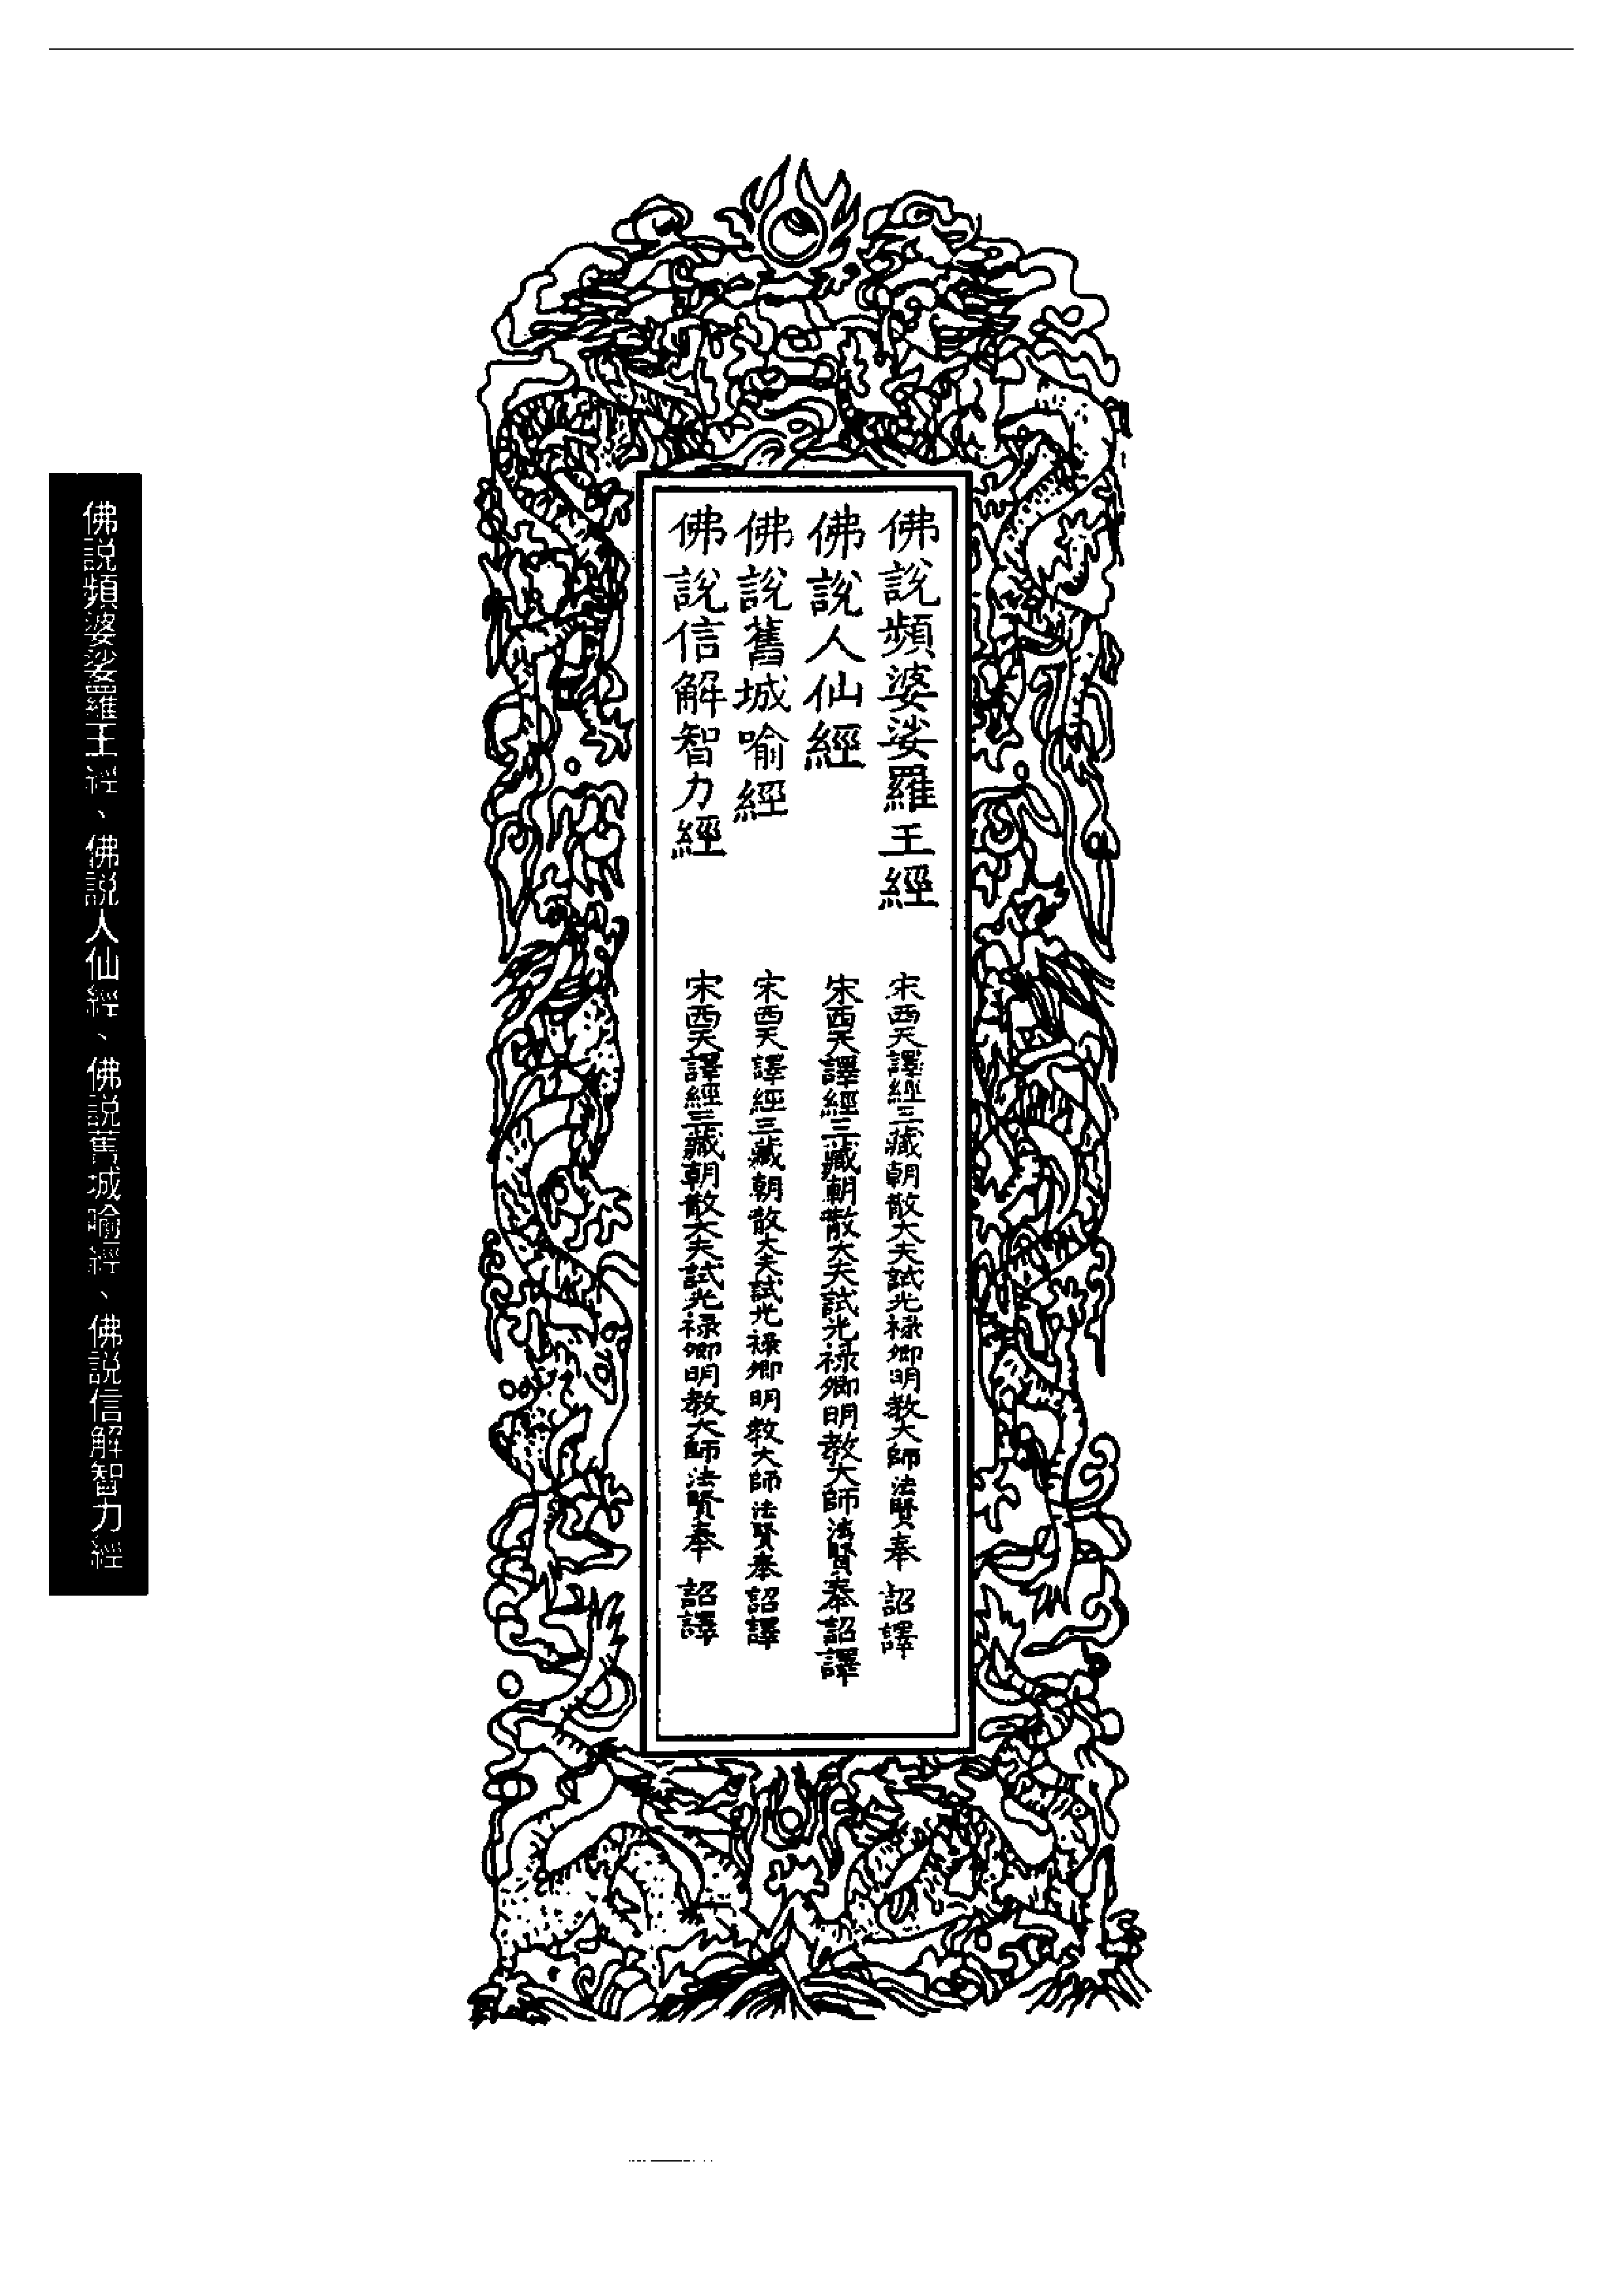 佛說頻婆娑羅王經　宋西天譯經三藏朝散大夫試光祿卿明教大師法賢奉　詔譯
佛說人仙經　宋西天譯經三藏朝散大夫試光祿卿明教大師法賢奉詔譯
佛說舊城喻經　宋西天譯經三藏朝散大夫試光祿卿明教大師法賢奉詔譯
佛說信解智力經　宋西天譯經三藏朝散大夫試光祿卿明教大師法賢奉　詔譯
佛說頻婆娑羅王經、佛說人仙經、佛說舊城喻經、佛說信解智力經